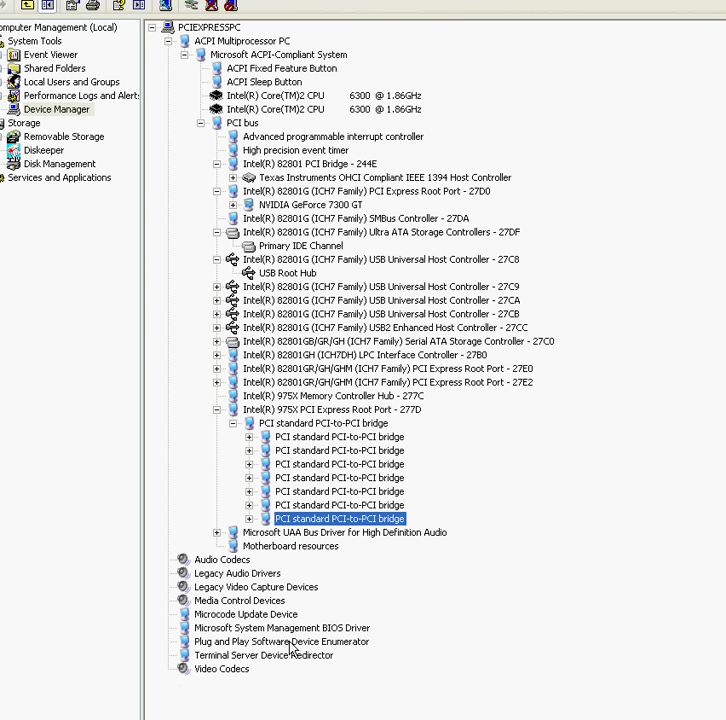 omputer Management (Local)
System Tools
Event Viewer
Shared Folders
Local Users and Groups
Performance Logs and Alert:
Device Manager
Storage
Removable Storage
Diskeeper
Disk Management
Services and Applications
PCIEXPRESSPC
ACPI Multiprocessor PC
Microsoft ACPI-Compliant System
ACPI Fixed Feature Button
ACPI Sleep Button
Intel(R) Core(TM)2 CPU 6300 @ 1.86GHz
Intel(R) Core(TM)2 CPU 6300 @ 1.86GHz
PCI bus
Advanced programmable interrupt controller
High precision event timer
Intel(R) 82801 PCI Bridge - 244E
Texas Instruments OHCI Compliant IEEE 1394 Host Controller
Intel(R) 82801G (ICH7 Family) PCI Express Root Port - 27D0
NVIDIA GeForce 7300 GT
Intel(R) 82801G (ICH7 Family) SMBus Controller - 27DA
Intel(R) 82801G (ICH7 Family) Ultra ATA Storage Controllers - 27DF
Primary IDE Channel
Intel(R) 82801G (ICH7 Family) USB Universal Host Controller - 27C8
USB Root Hub
Intel(R) 82801G (ICH7 Family) USB Universal Host Controller - 27C9
Intel(R) 82801G (ICH7 Family) USB Universal Host Controller - 27CA
Intel(R) 82801G (ICH7 Family) USB Universal Host Controller - 27CB
Intel(R) 82801G (ICH7 Family) USB2 Enhanced Host Controller - 27CC
Intel(R) 82801GB/GR/GH (ICH7 Family) Serial ATA Storage Controller - 27C0
Intel(R) 82801GH (ICH7DH) LPC Interface Controller - 27B0
Intel(R) 82801GR/GH/GHM (ICH7 Family) PCI Express Root Port - 27E0
Intel(R) 82801GR/GH/GHM (ICH7 Family) PCI Express Root Port - 27E2
Intel(R) 975X Memory Controller Hub - 277C
Intel(R) 975X PCI Express Root Port - 277D
PCI standard PCI-to-PCI bridge
PCI standard PCI-to-PCI bridge
PCI standard PCI-to-PCI bridge
PCI standard PCI-to-PCI bridge
PCI standard PCI-to-PCI bridge
PCI standard PCI-to-PCI bridge
PCI standard PCI-to-PCI bridge
PCI standard PCI-to-PCI bridge
Microsoft UAA Bus Driver for High Definition Audio
Motherboard resources
Audio Codecs
Legacy Audio Drivers
Legacy Video Capture Devices
Media Control Devices
Microcode Update Device
Microsoft System Management BIOS Driver
Plug and Play Software Device Enumerator
Terminal Server Device Redirector
Video Codecs